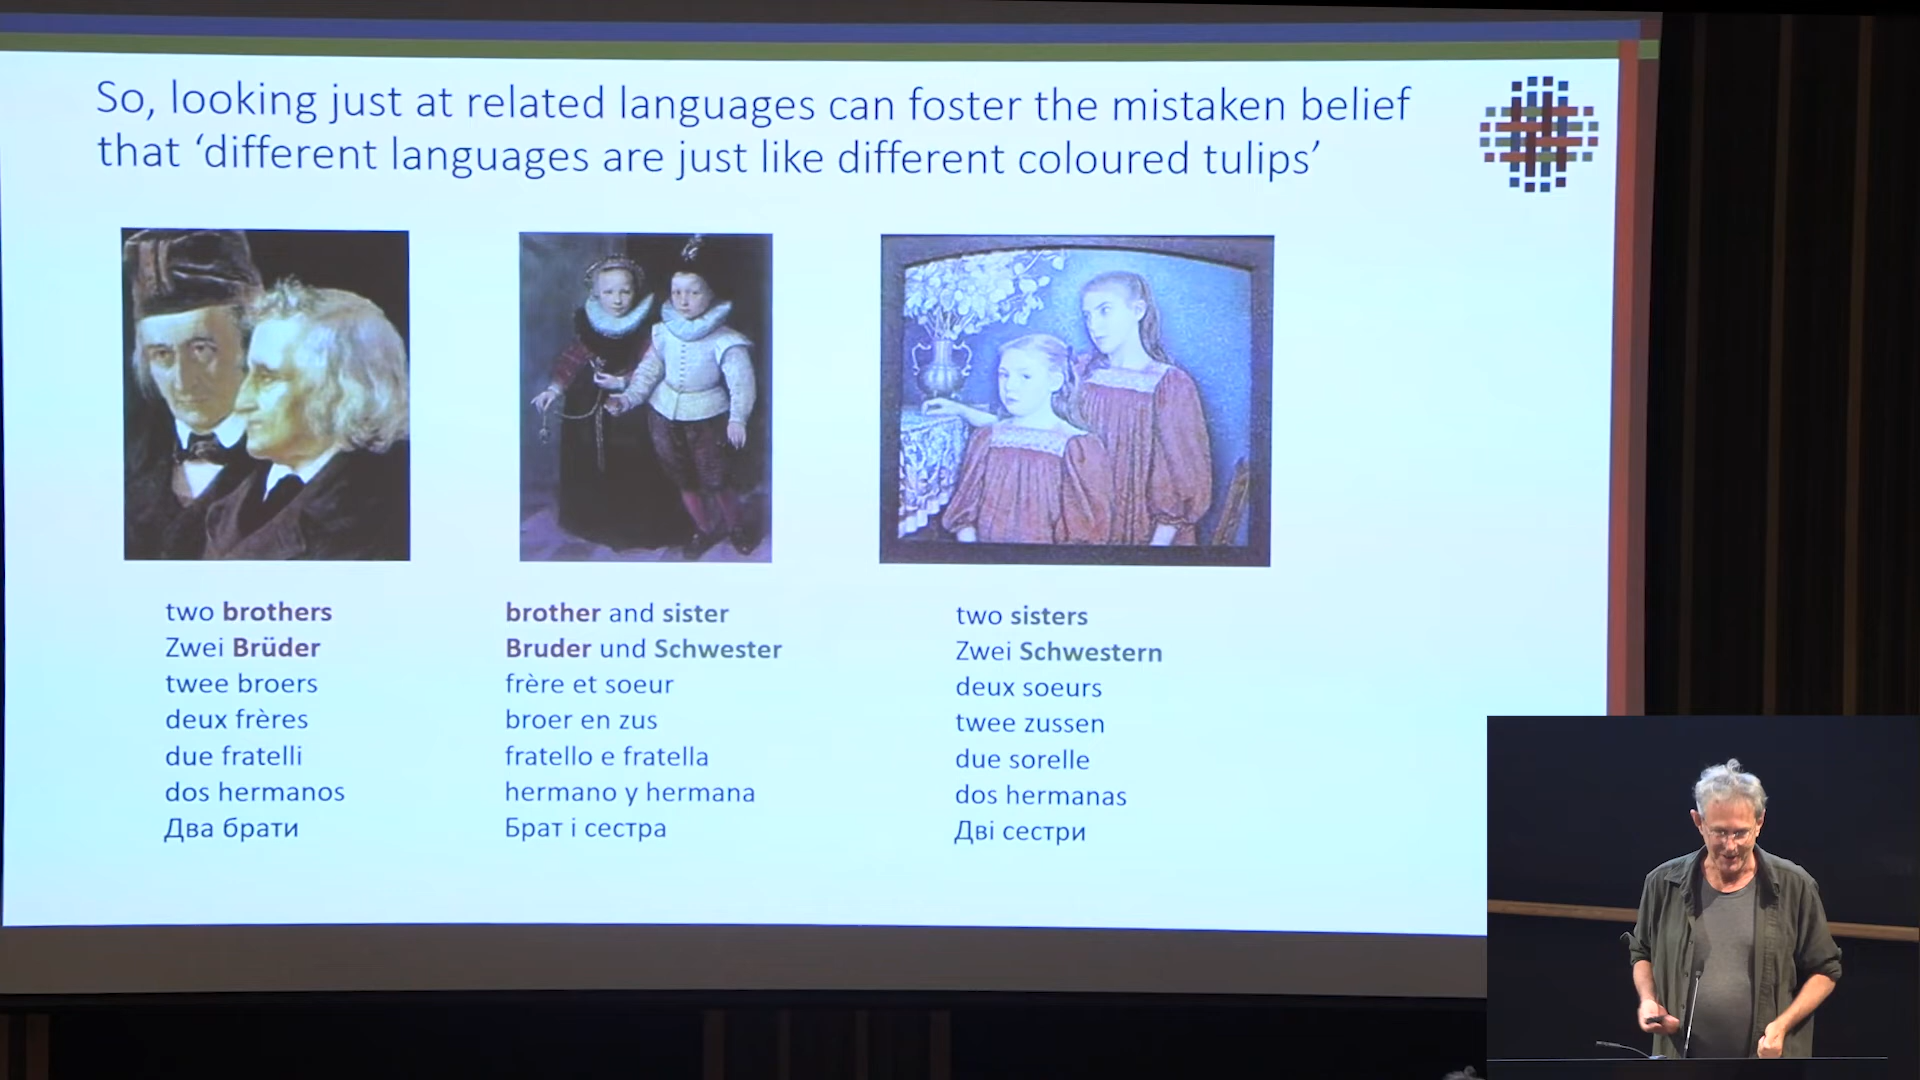 So, looking just at related languages can foster the mistaken belief
that ‘different languages are just like different coloured tulips’
two brothers
Zwei Brüder
twee broers
deux frères
due fratelli
dos hermanos
Два брати
brother and sister
Bruder und Schwester
frère et soeur
broer en zus
fratello e fratella
hermano y hermana
Брат і сестра
two sisters
Zwei Schwestern
deux soeurs
twee zussen
due sorelle
dos hermanas
Дві сестри